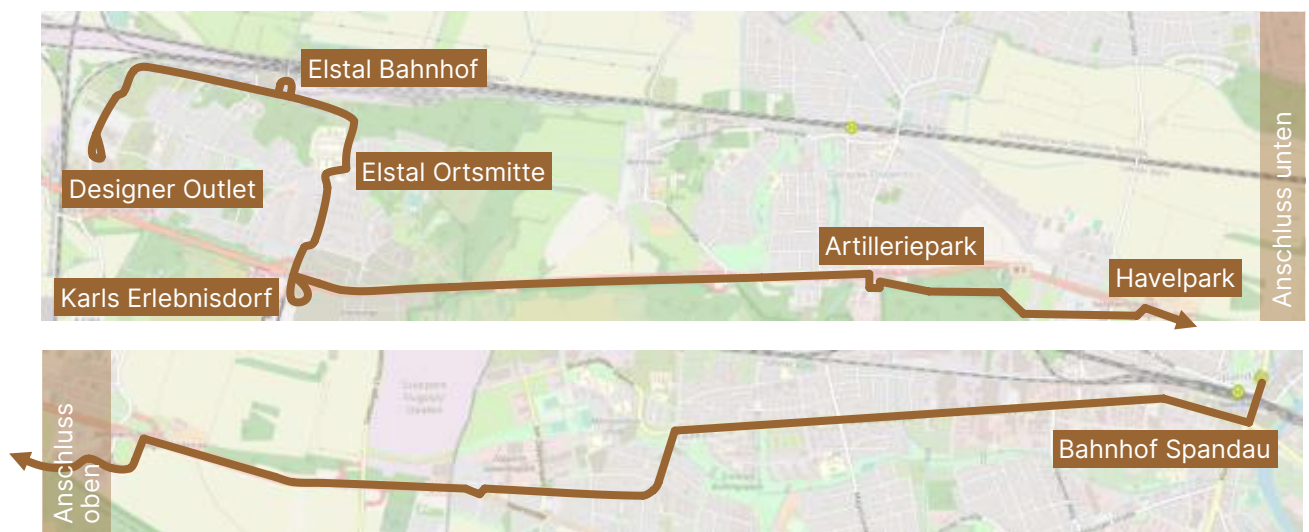 Elstal Bahnhof
Designer Outlet
Elstal Ortsmitte
Karls Erlebnisdorf
Artilleriepark
Havelpark
Anschluss unten
Anschluss
oben
Bahnhof Spandau